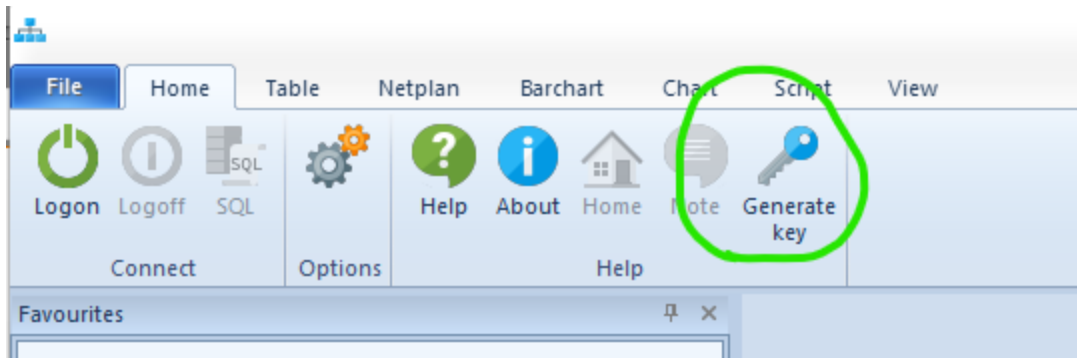 File Home Table Netplan Barchart Chart Script View
SQL
Logon Logoff SQL Help About Home Note Generate
key
Connect Options Help
Favourites